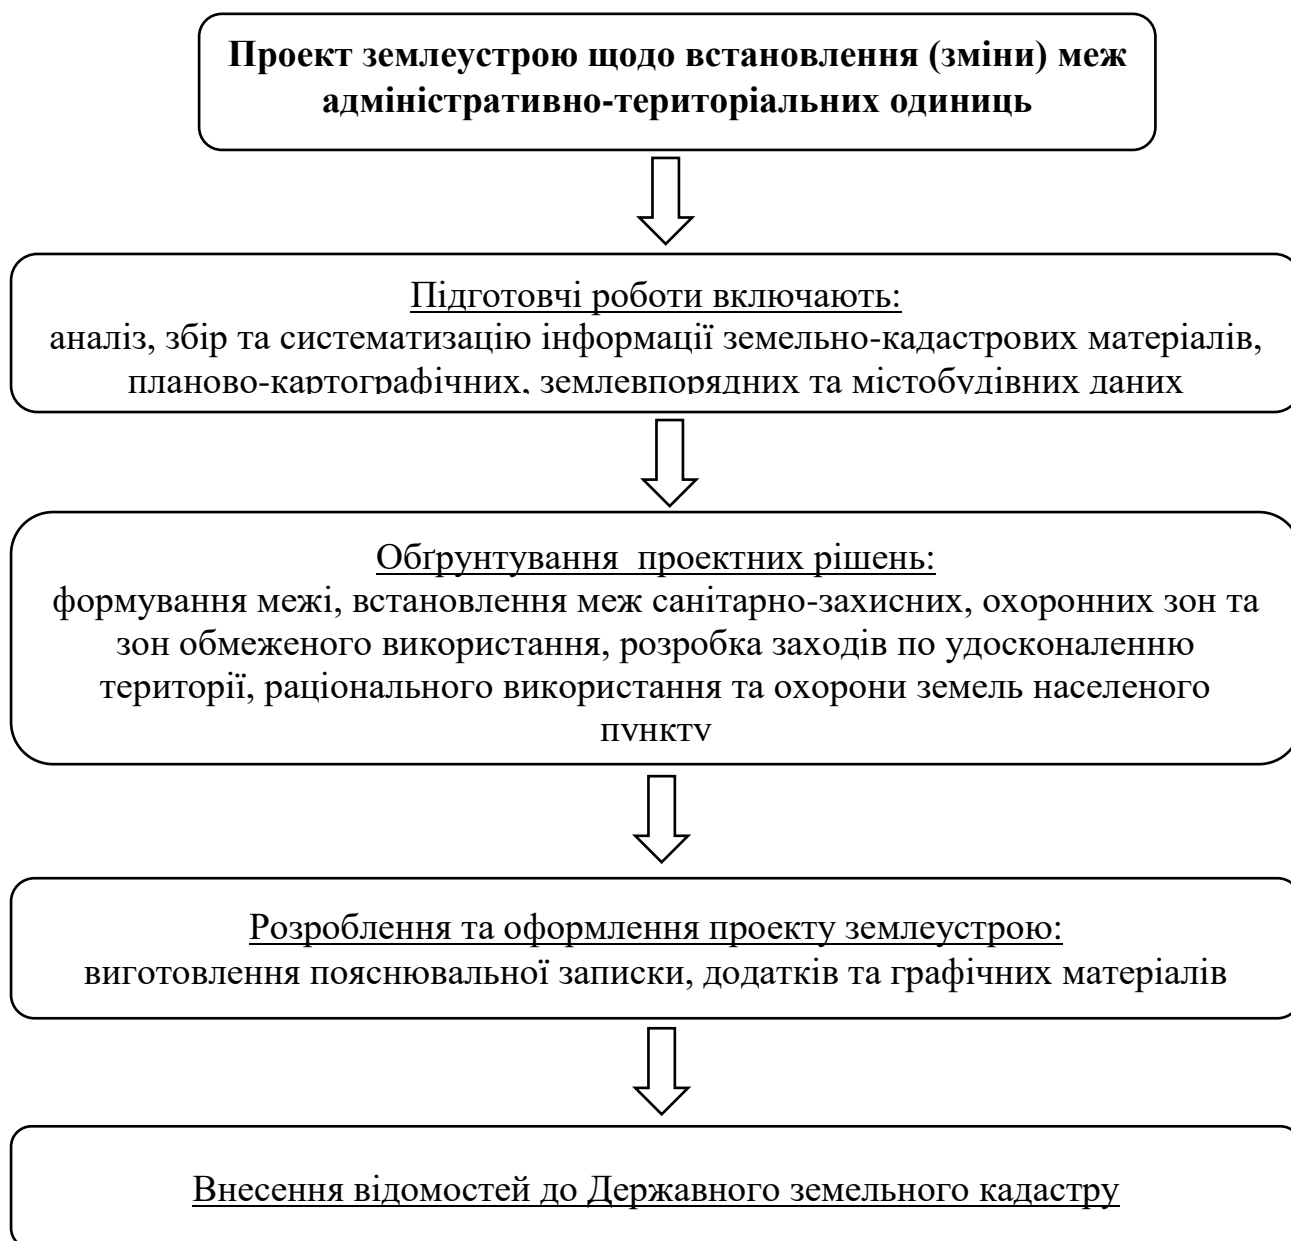 Проект землеустрою щодо встановлення (зміни) меж
адміністративно-територіальних одиниць
Підготовчі роботи включають:
аналіз, збір та систематизацію інформації земельно-кадастрових матеріалів,
планово-картографічних, землевпорядних та містобудівних даних
Обґрунтування проектних рішень:
формування межі, встановлення меж санітарно-захисних, охоронних зон та
зон обмеженого використання, розробка заходів по удосконаленню
території, раціонального використання та охорони земель населеного
пункту
Розроблення та оформлення проекту землеустрою:
виготовлення пояснювальної записки, додатків та графічних матеріалів
Внесення відомостей до Державного земельного кадастру